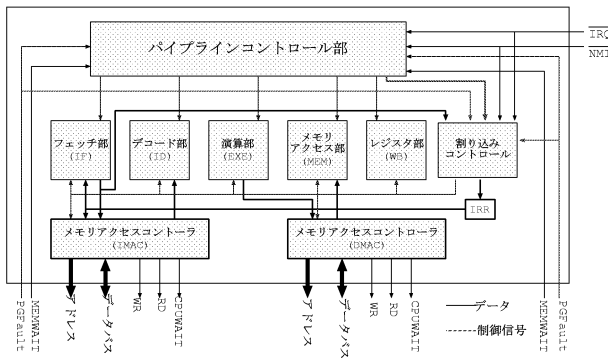 パイプラインコントロール部
IRQ
NMI
フェッチ部
(IF)
デコード部
(ID)
演算部
(EXE)
メモリ
アクセス部
(MEM)
レジスタ部
(WB)
割り込み
コントロール
IRR
メモリアクセスコントーラ
(IMAC)
メモリアクセスコントローラ
(DMAC)
PGFault
MEMWAIT
アドレス
データバス
WR
RD
CPUWAIT
アドレス
データバス
WR
RD
CPUWAIT
データ
制御信号
MEMWAIT
PGFault